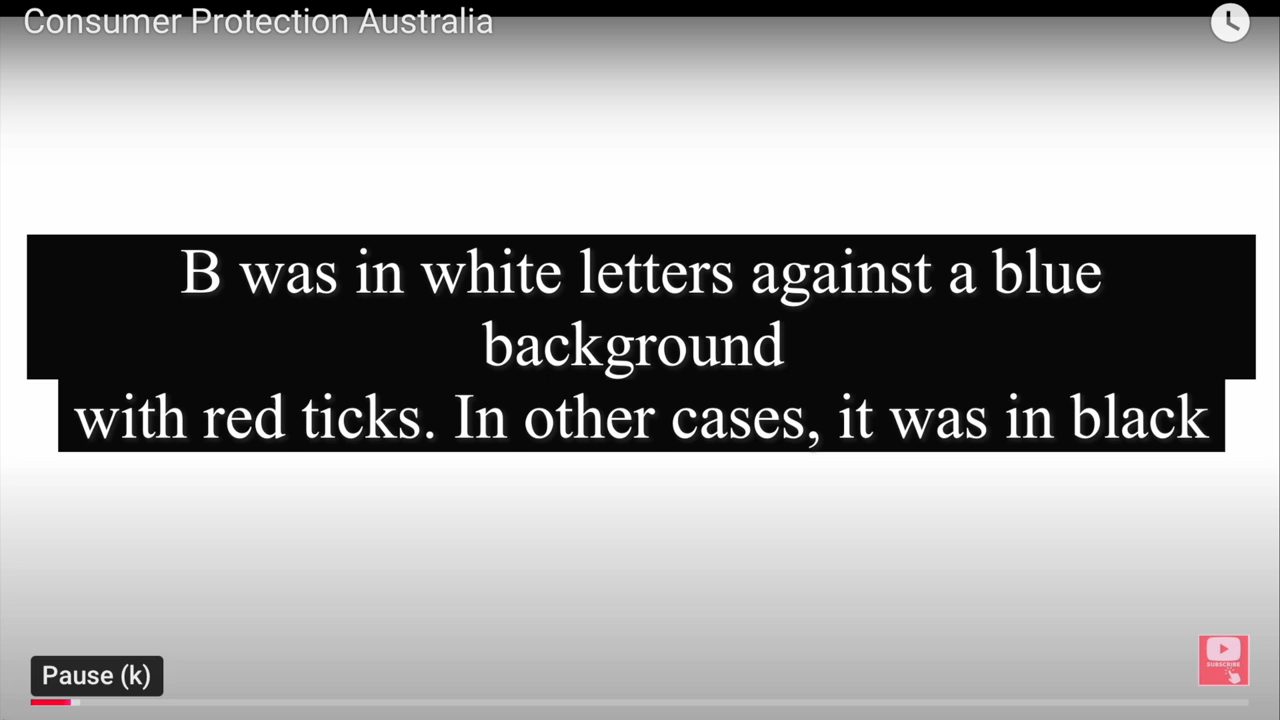 Consumer Protection Australia
B was in white letters against a blue
background
with red ticks. In other cases, it was in black
SUBSCRIBE
Pause (k)